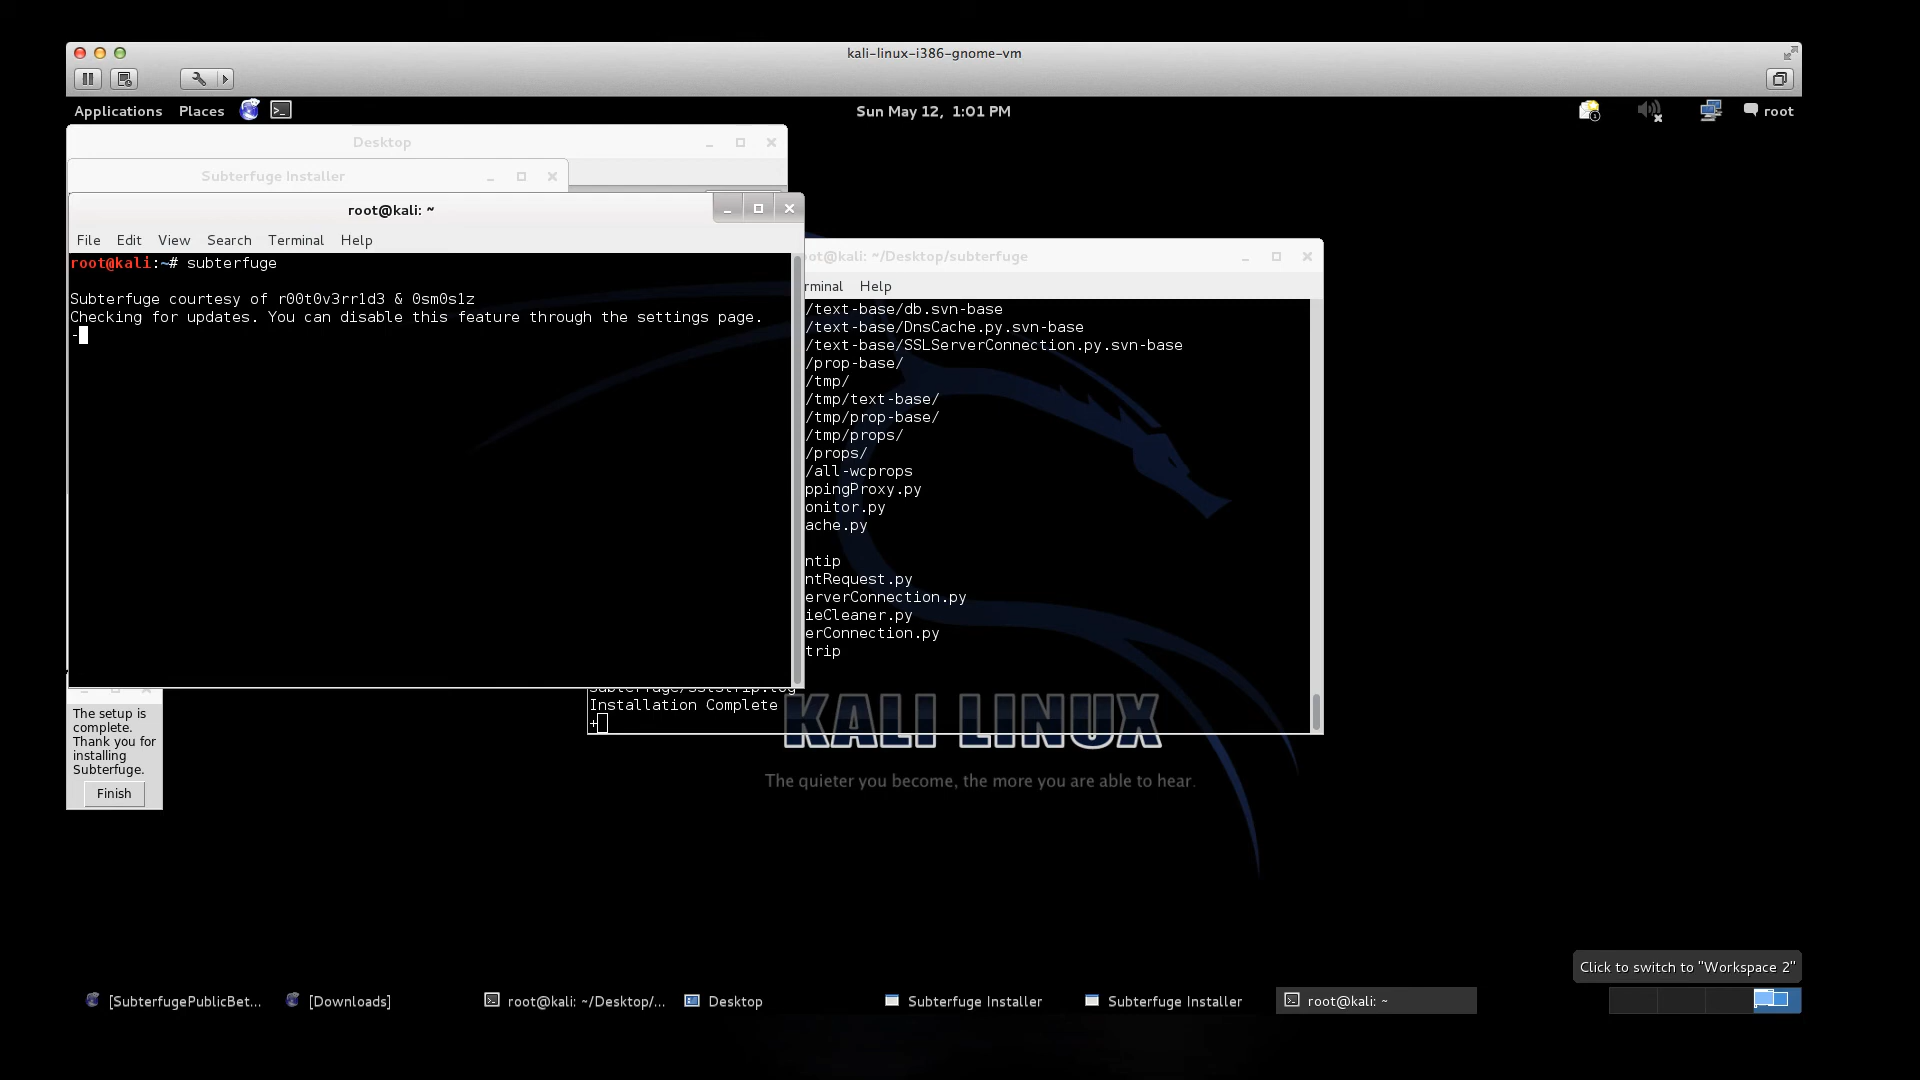 kali-linux-i386-gnome-vm
Applications Places
Sun May 12, 1:01 PM
root
Desktop
Subterfuge Installer
root@kali: ~
File Edit View Search Terminal Help
root@kali:~# subterfuge
Subterfuge courtesy of r00t0v3rr1d3 & 0sm0s1z
Checking for updates. You can disable this feature through the settings page.
-
ot@kali: ~/Desktop/subterfuge
rminal Help
/text-base/db.svn-base
/text-base/DnsCache.py.svn-base
/text-base/SSLServerConnection.py.svn-base
/prop-base/
/tmp/
/tmp/text-base/
/tmp/prop-base/
/tmp/props/
/props/
/all-wcprops
ppingProxy.py
onitor.py
ache.py
ntip
ntRequest.py
erverConnection.py
ieCleaner.py
erConnection.py
trip
subterfuge/sslstrip.log
Installation Complete
+
The setup is
complete.
Thank you for
installing
Subterfuge.
Finish
KALI LINUX
The quieter you become, the more you are able to hear.
Click to switch to "Workspace 2"
[SubterfugePublicBet... [Downloads] root@kali: ~/Desktop/... Desktop Subterfuge Installer Subterfuge Installer root@kali: ~